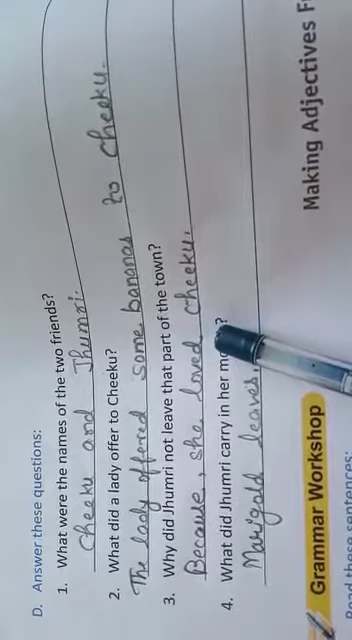 D. Answer these questions:
1. What were the names of the two friends?
Cheeku and Jhumri.
2. What did a lady offer to Cheeku?
The lady offered some bananas to cheeku.
3. Why did Jhumri not leave that part of the town?
Because, she loved cheeku.
4. What did Jhumri carry in her ?
Marigold leaves.
Grammar Workshop
Making Adjectives
Read these sentences: